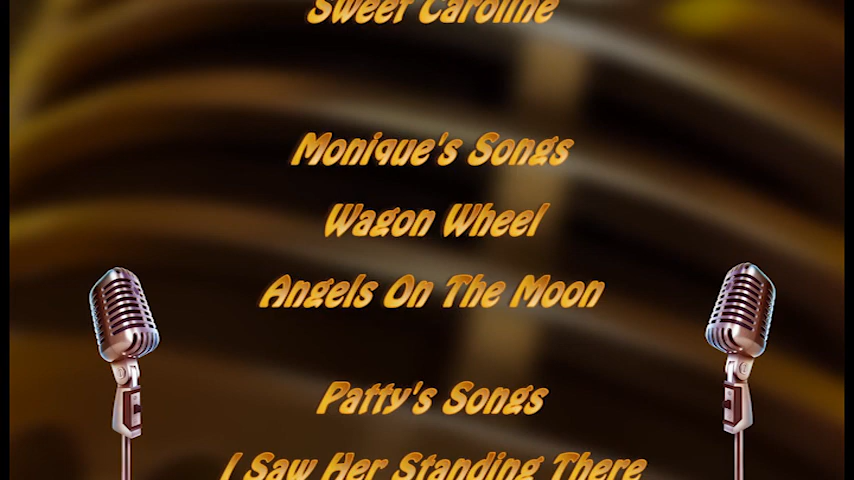 Sweet Caroline
Monique's Songs
Wagon Wheel
Angels On The Moon
Patty's Songs
I Saw Her Standing There